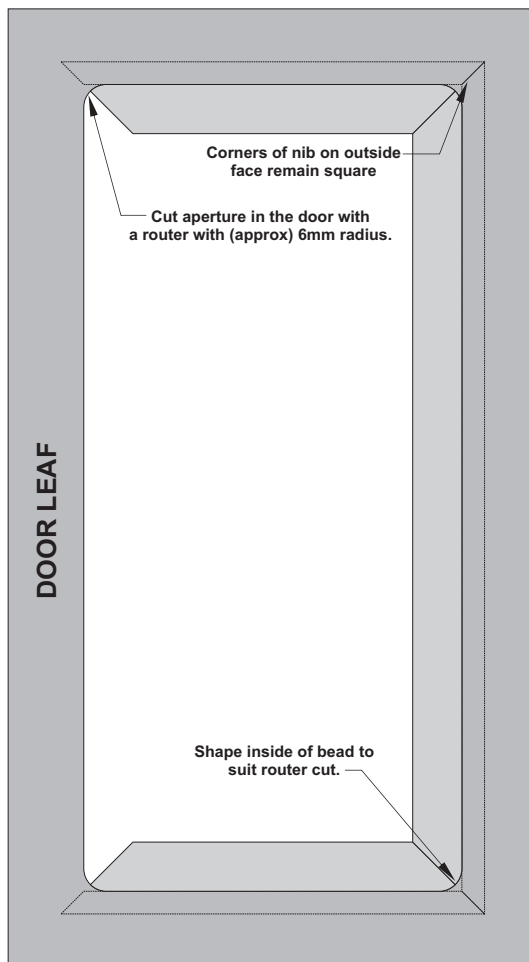 Corners of nib on outside
face remain square
Cut aperture in the door with
a router with (approx) 6mm radius.
DOOR LEAF
Shape inside of bead to
suit router cut.